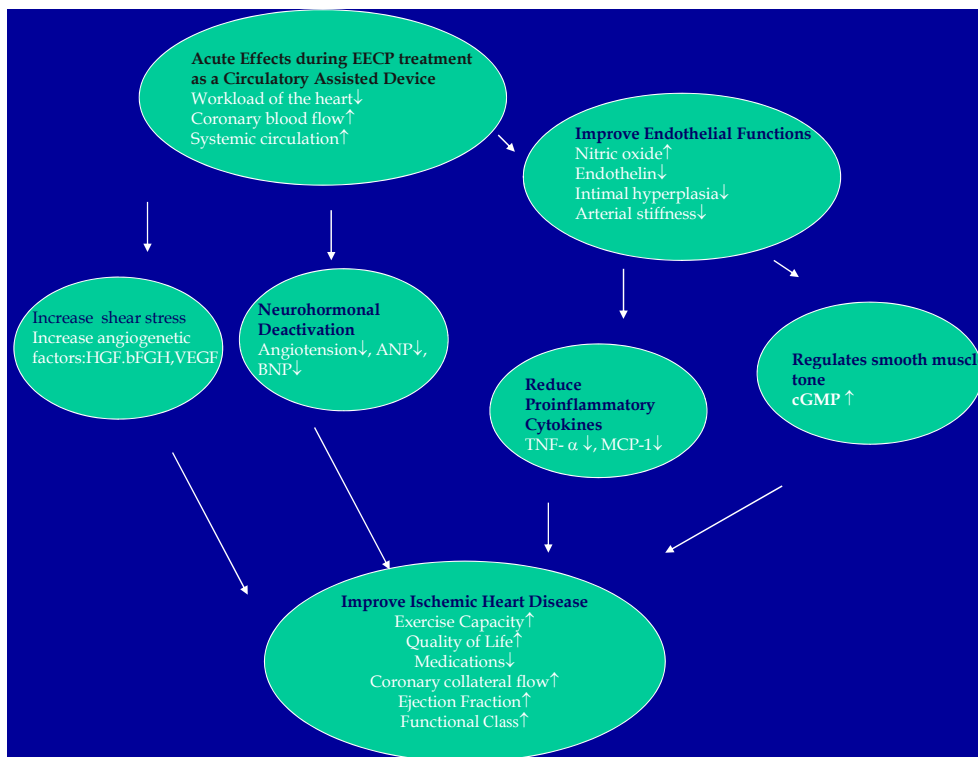 Acute Effects during EECP treatment
as a Circulatory Assisted Device
Workload of the heart↓
Coronary blood flow↑
Systemic circulation↑
Improve Endothelial Functions
Nitric oxide↑
Endothelin↓
Intimal hyperplasia↓
Arterial stiffness↓
Increase shear stress
Increase angiogenetic
factors:HGF.bFGH,VEGF
Neurohormonal
Deactivation
Angiotension↓, ANP↓,
BNP↓
Reduce
Proinflammatory
Cytokines
TNF- α ↓, MCP-1↓
Regulates smooth muscle
tone
cGMP ↑
Improve Ischemic Heart Disease
Exercise Capacity↑
Quality of Life↑
Medications↓
Coronary collateral flow↑
Ejection Fraction↑
Functional Class↑